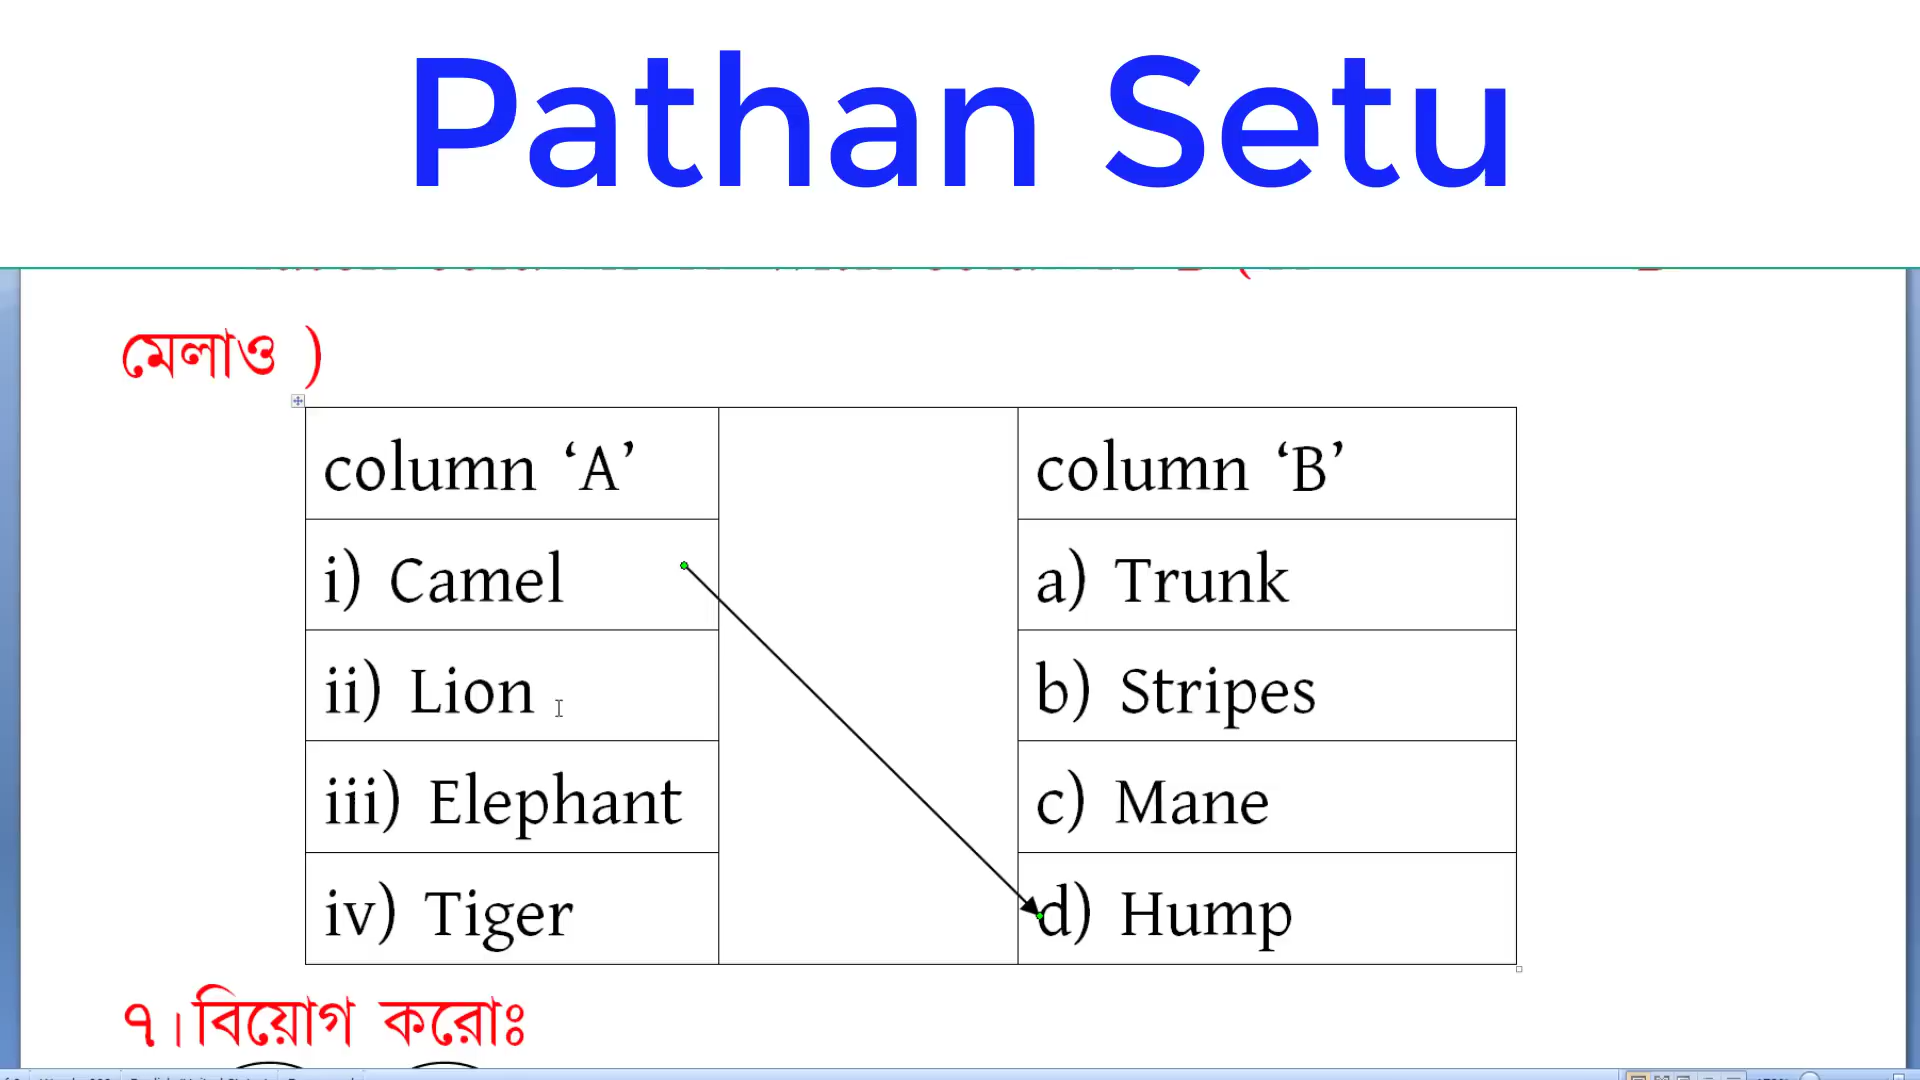 Pathan Setu
মেলাও )
column ‘A’ column ‘B’
i) Camel a) Trunk
ii) Lion b) Stripes
iii) Elephant c) Mane
iv) Tiger d) Hump
৭।বিয়োগ করোঃ